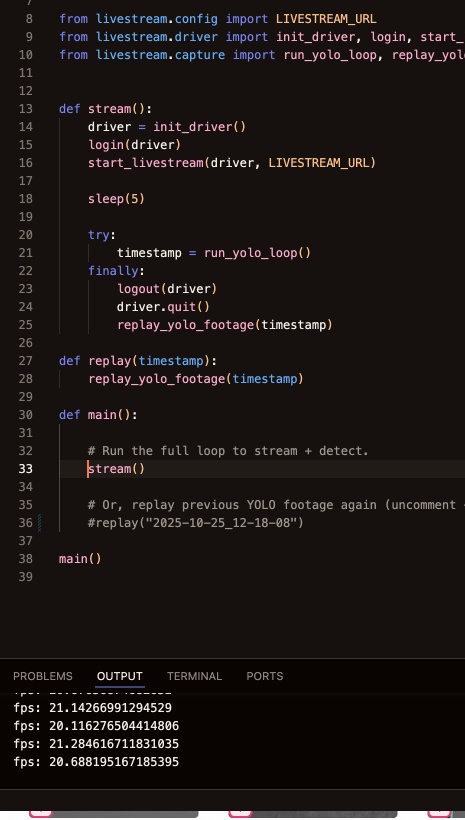 7
8 from livestream.config import LIVESTREAM_URL
9 from livestream.driver import init_driver, login, start_
10 from livestream.capture import run_yolo_loop, replay_yol
11
12
13 def stream():
14 driver = init_driver()
15 login(driver)
16 start_livestream(driver, LIVESTREAM_URL)
17
18 sleep(5)
19
20 try:
21 timestamp = run_yolo_loop()
22 finally:
23 logout(driver)
24 driver.quit()
25 replay_yolo_footage(timestamp)
26
27 def replay(timestamp):
28 replay_yolo_footage(timestamp)
29
30 def main():
31
32 # Run the full loop to stream + detect.
33 stream()
34
35 # Or, replay previous YOLO footage again (uncomment
36 #replay("2025-10-25_12-18-08")
37
38 main()
39
PROBLEMS OUTPUT TERMINAL PORTS
fps:
fps: 21.14266991294529
fps: 20.116276504414806
fps: 21.284616711831035
fps: 20.688195167185395